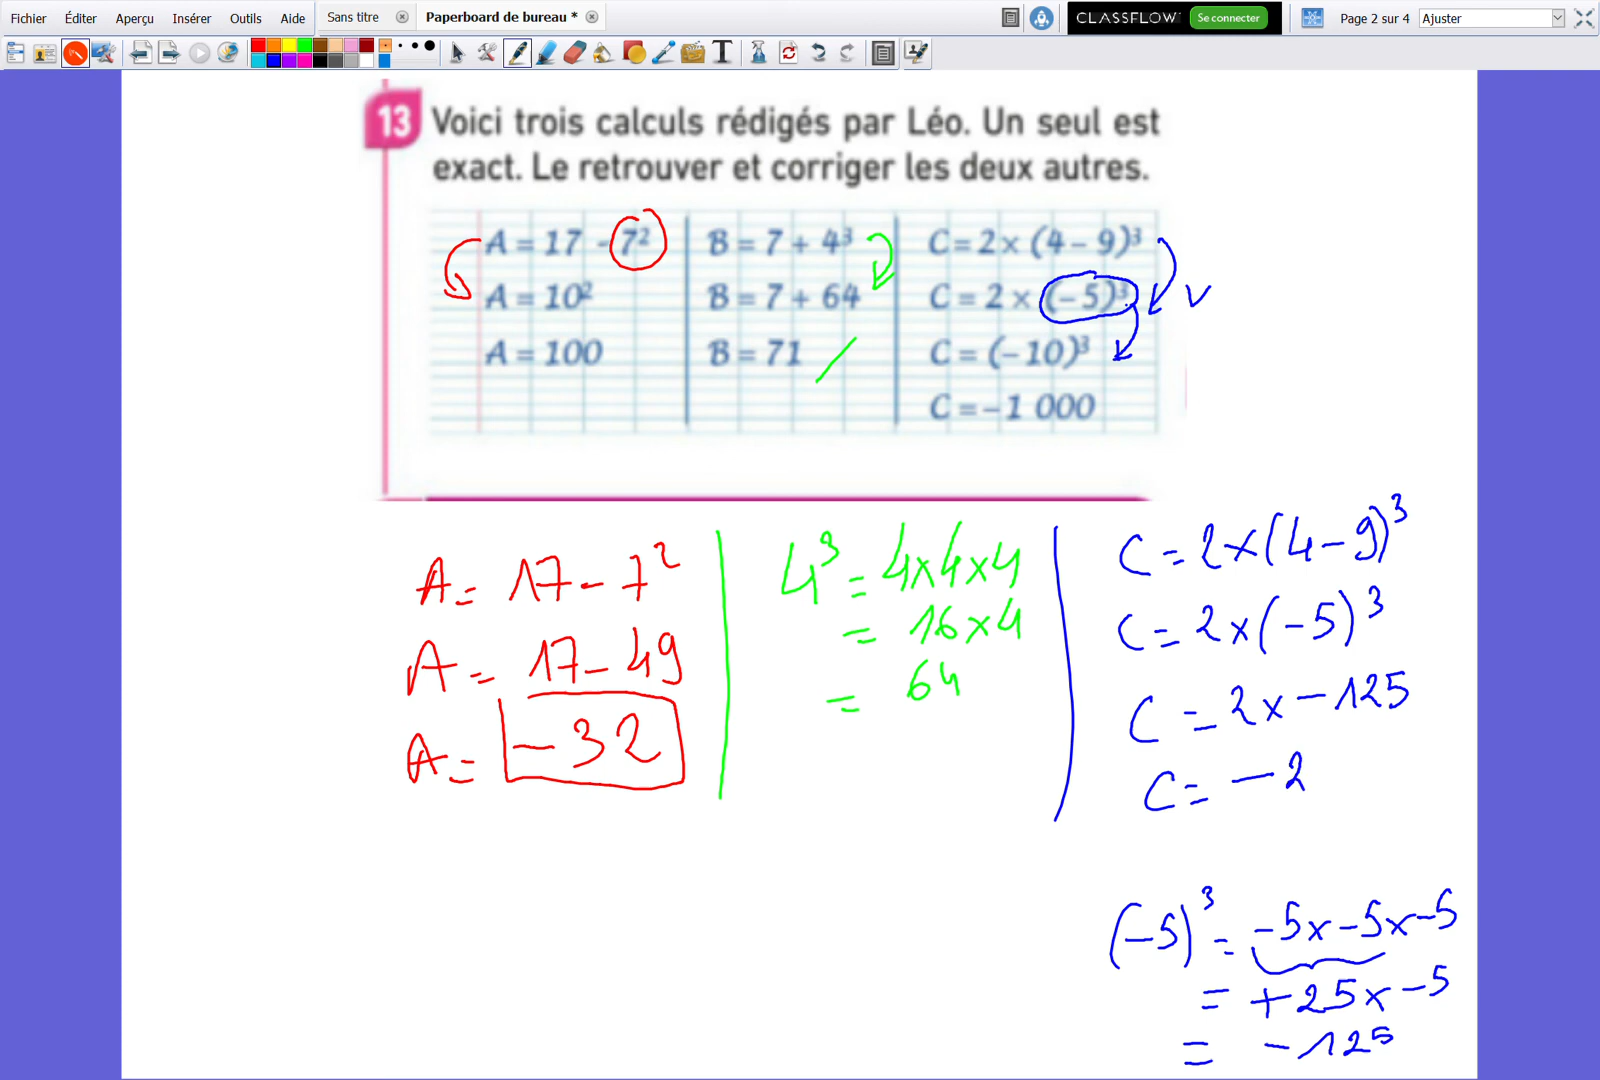 Fichier Éditer Aperçu Insérer Outils Aide Sans titre Paperboard de bureau * CLASSFLOW Se connecter Page 2 sur 4 Ajuster
13 Voici trois calculs rédigés par Léo. Un seul est
exact. Le retrouver et corriger les deux autres.
A = 17 - 7²
A = 10²
A = 100
B = 7 + 4³
B = 7 + 64
B = 71
C = 2 × (4 - 9)³
C = 2 × (-5)³
C = (-10)³
C = -1 000
V
A = 17 - 7²
A = 17 - 49
A = -32
4³ = 4×4×4
= 16×4
= 64
C = 2×(4-9)³
C = 2×(-5)³
C = 2× -125
C = -2
(-5)³ = -5× -5× -5
= +25× -5
= -125